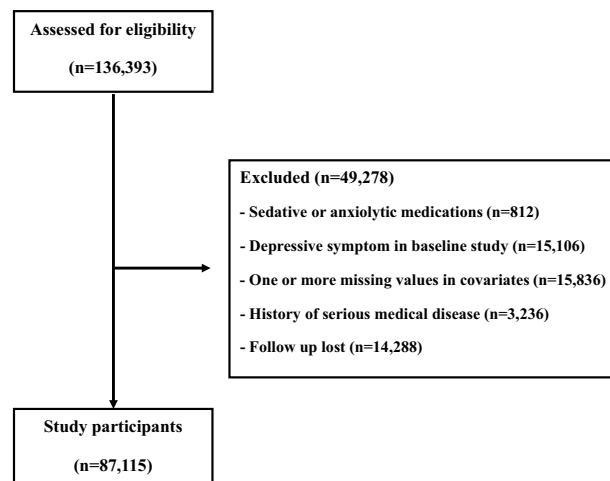 Assessed for eligibility
(n=136,393)
Excluded (n=49,278)
- Sedative or anxiolytic medications (n=812)
- Depressive symptom in baseline study (n=15,106)
- One or more missing values in covariates (n=15,836)
- History of serious medical disease (n=3,236)
- Follow up lost (n=14,288)
Study participants
(n=87,115)